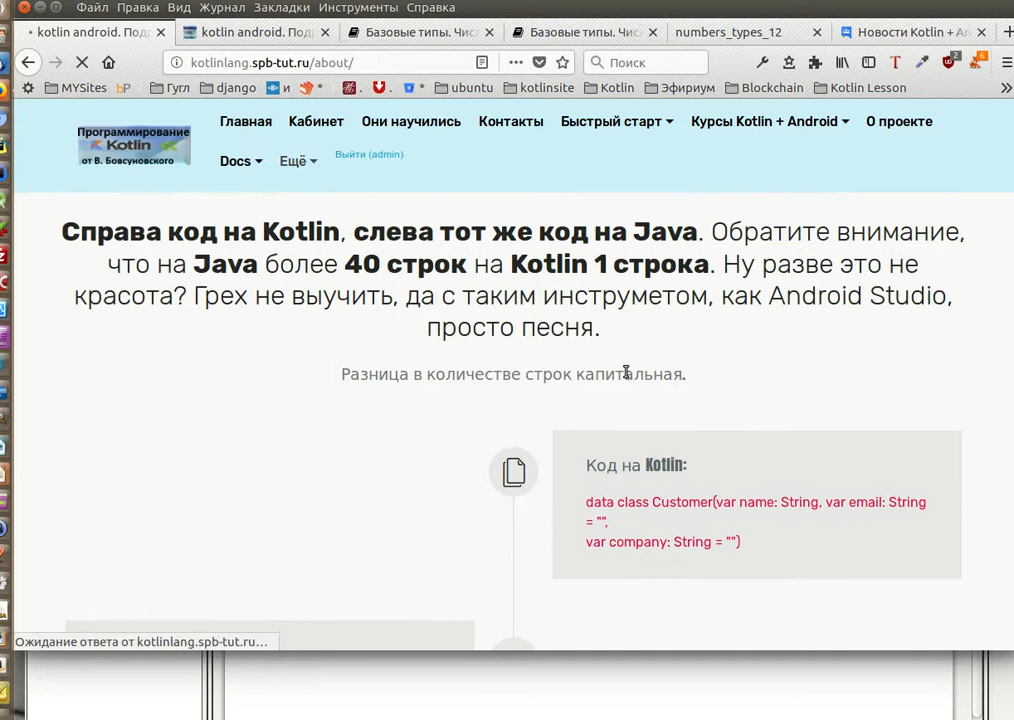 Файл Правка Вид Журнал Закладки Инструменты Справка
kotlin android. Под
kotlin android. Под
Базовые типы. Чис
Базовые типы. Чис
numbers_types_12
Новости Kotlin + An
kotlinlang.spb-tut.ru/about/
Поиск
2
6
MYSites bP Гугл django и * * ubuntu kotlinsite Kotlin Эфириум Blockchain Kotlin Lesson
Программирование
Kotlin
от В. Бовсуновского
Главная Кабинет Они научились Контакты Быстрый старт Курсы Kotlin + Android О проекте
Docs Ещё Выйти (admin)
Справа код на Kotlin, слева тот же код на Java. Обратите внимание,
что на Java более 40 строк на Kotlin 1 строка. Ну разве это не
красота? Грех не выучить, да с таким инструметом, как Android Studio,
просто песня.
Разница в количестве строк капитальная.
Код на Kotlin:
data class Customer(var name: String, var email: String
= "",
var company: String = "")
Ожидание ответа от kotlinlang.spb-tut.ru…